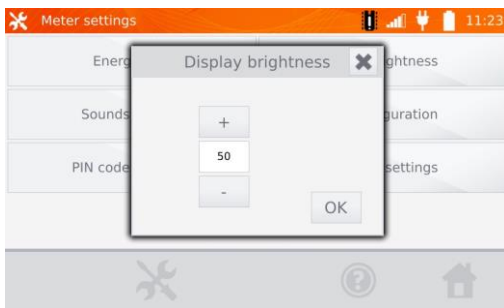 Meter settings
11:23
Energ
ghtness
Display brightness
Sounds
guration
+
50
PIN code
settings
-
OK